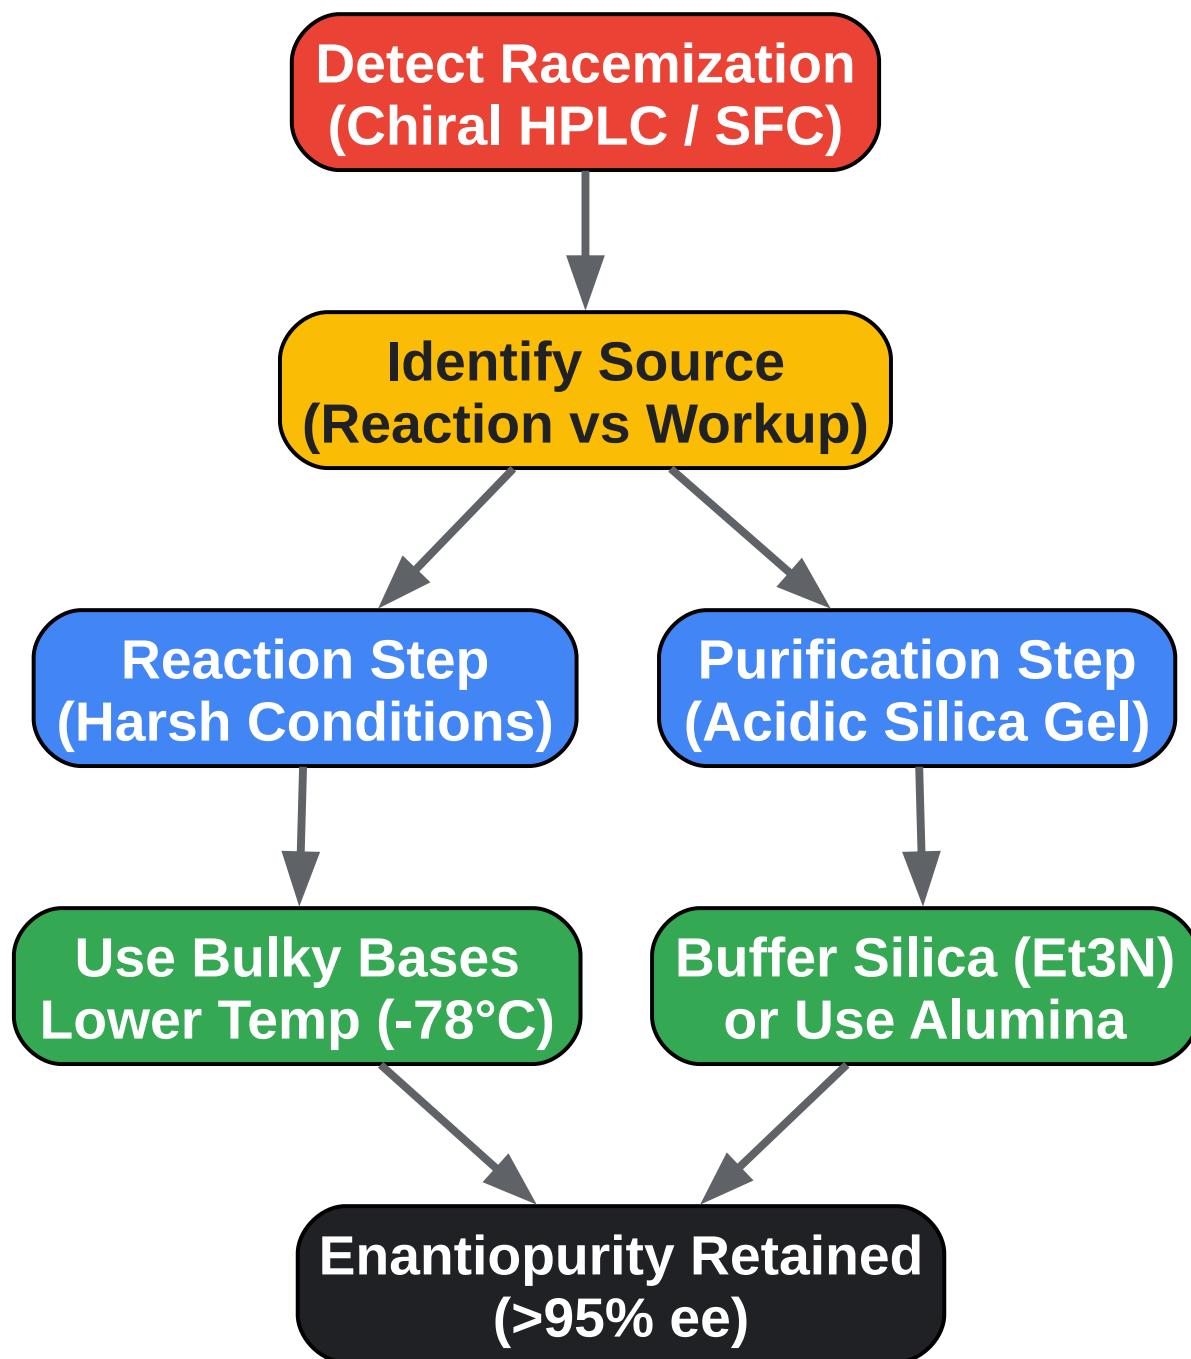 Detect Racemization
(Chiral HPLC / SFC)
Identify Source
(Reaction vs Workup)
Reaction Step
(Harsh Conditions)
Purification Step
(Acidic Silica Gel)
Use Bulky Bases
Lower Temp (-78°C)
Buffer Silica (Et3N)
or Use Alumina
Enantiopurity Retained
(>95% ee)